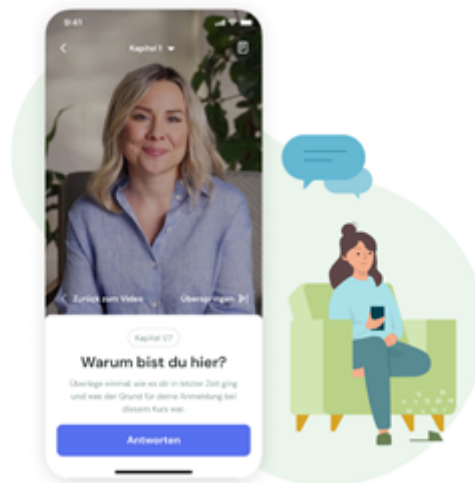 9:41
Kapitel 1
Zurück zum Video
Überspringen
Kapitel 1/7
Warum bist du hier?
Überlege einmal, wie es dir in letzter Zeit ging
und was der Grund für deine Anmeldung bei
diesem Kurs war.
Antworten